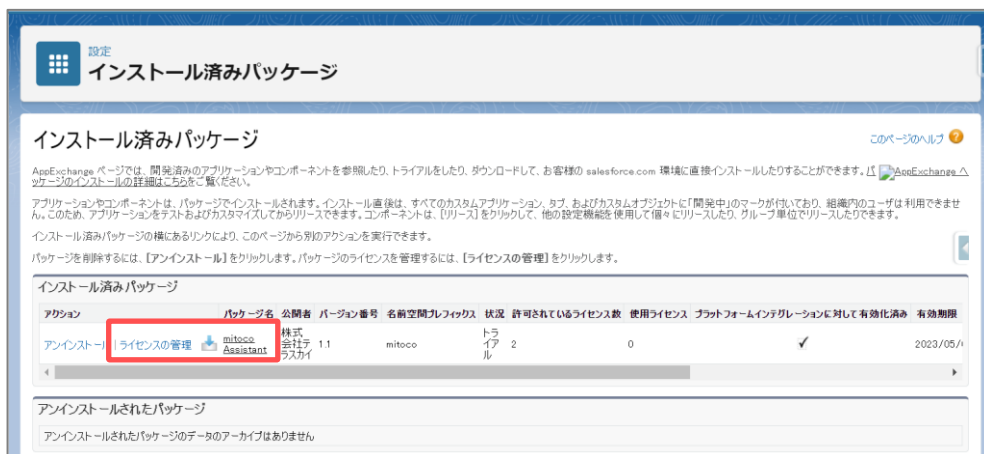 設定
インストール済みパッケージ
インストール済みパッケージ
このページのヘルプ
AppExchange ページでは、開発済みのアプリケーションやコンポーネントを参照したり、トライアルをしたり、ダウンロードして、お客様の salesforce.com 環境に直接インストールしたりすることができます。パ AppExchange へ
ッケージのインストールの詳細はこちらをご覧ください。
アプリケーションやコンポーネントは、パッケージでインストールされます。インストール直後は、すべてのカスタムアプリケーション、タブ、およびカスタムオブジェクトに「開発中」のマークが付いており、組織内のユーザは利用できませ
ん。このため、アプリケーションをテストおよびカスタマイズしてからリリースできます。コンポーネントは、[リリース] をクリックして、他の設定機能を使用して個々にリリースしたり、グループ単位でリリースしたりできます。
インストール済みパッケージの横にあるリンクにより、このページから別のアクションを実行できます。
パッケージを削除するには、[アンインストール] をクリックします。パッケージのライセンスを管理するには、[ライセンスの管理] をクリックします。
インストール済みパッケージ
アクション パッケージ名 公開者 バージョン番号 名前空間プレフィックス 状況 許可されているライセンス数 使用ライセンス プラットフォームインテグレーションに対して有効化済み 有効期限
アンインストール | ライセンスの管理 mitoco Assistant 株式会社テラスカイ 1.1 mitoco トライアル 2 0 ✓ 2023/05/
アンインストールされたパッケージ
アンインストールされたパッケージのデータのアーカイブはありません